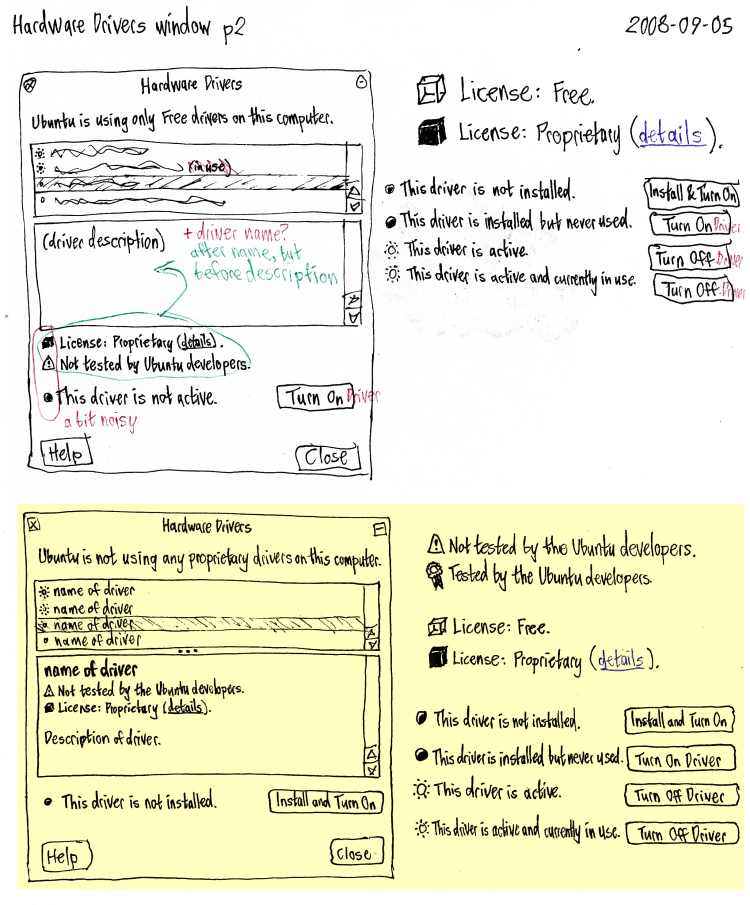 Hardware Drivers window p2
2008-09-05
Hardware Drivers
Ubuntu is using only Free drivers on this computer.
(in use)
(driver description)
+ driver name?
after name, but
before description
License: Proprietary (details).
Not tested by Ubuntu developers.
This driver is not active.
Turn On Driver
a bit noisy
Help
Close
License: Free.
License: Proprietary (details).
This driver is not installed.
Install & Turn On
This driver is installed but never used.
Turn On Driver
This driver is active.
Turn Off Driver
This driver is active and currently in use.
Turn Off Driver
Hardware Drivers
Ubuntu is not using any proprietary drivers on this computer.
name of driver
name of driver
name of driver
name of driver
name of driver
Not tested by the Ubuntu developers.
License: Proprietary (details).
Description of driver.
This driver is not installed.
Install and Turn On
Help
Close
Not tested by the Ubuntu developers.
Tested by the Ubuntu developers.
License: Free.
License: Proprietary (details).
This driver is not installed.
Install and Turn On
This driver is installed but never used.
Turn On Driver
This driver is active.
Turn Off Driver
This driver is active and currently in use.
Turn Off Driver